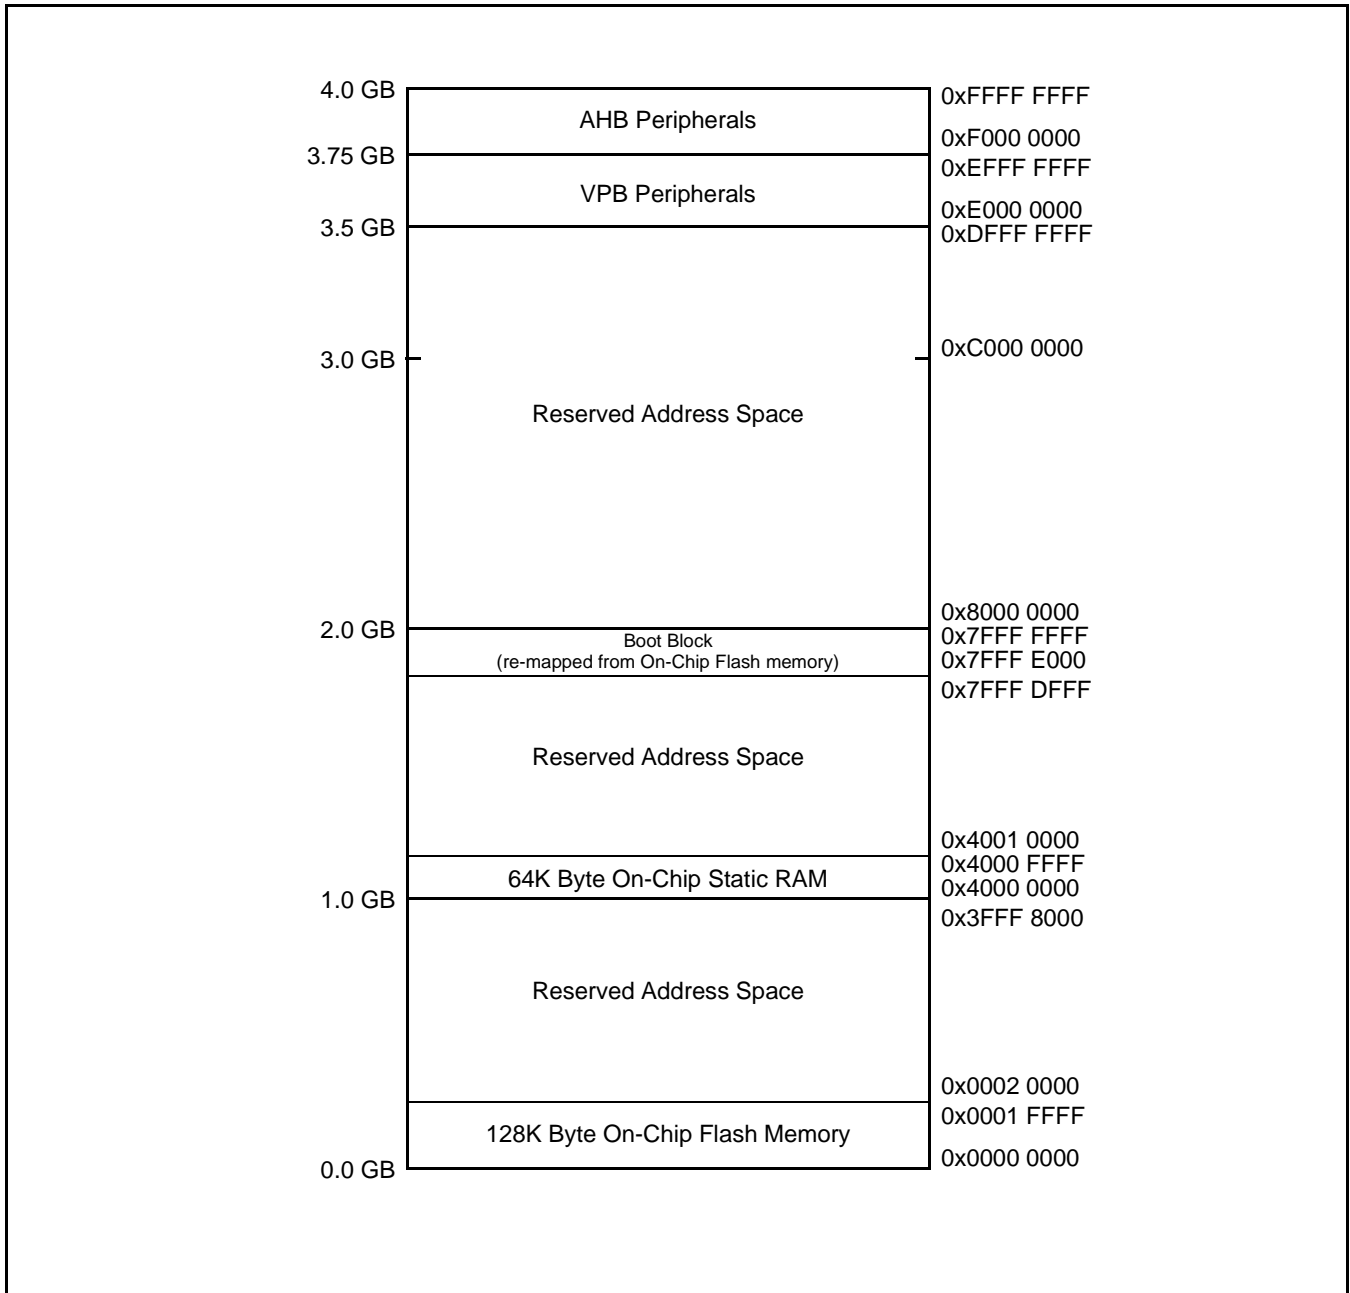 4.0 GB
0xFFFF FFFF
AHB Peripherals
0xF000 0000
3.75 GB
0xEFFF FFFF
VPB Peripherals
0xE000 0000
3.5 GB
0xDFFF FFFF
3.0 GB
0xC000 0000
Reserved Address Space
0x8000 0000
2.0 GB
Boot Block
0x7FFF FFFF
(re-mapped from On-Chip Flash memory)
0x7FFF E000
0x7FFF DFFF
Reserved Address Space
0x4001 0000
0x4000 FFFF
64K Byte On-Chip Static RAM
0x4000 0000
1.0 GB
0x3FFF 8000
Reserved Address Space
0x0002 0000
0x0001 FFFF
128K Byte On-Chip Flash Memory
0x0000 0000
0.0 GB